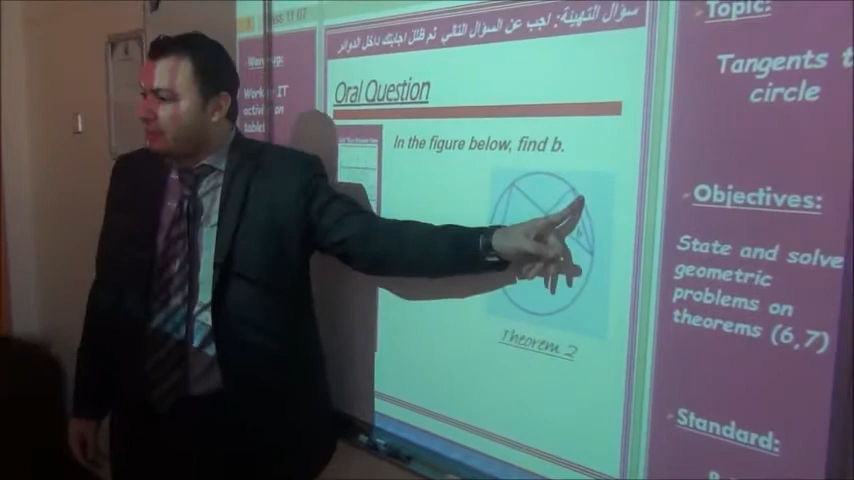 سؤال التهيئة: اجب عن السؤال التالي ثم ظلل اجابتك داخل الدوائر
Oral Question
In the figure below, find b.
Theorem 2
Topic:
Tangents t
circle
Objectives:
State and solve
geometric
problems on
theorems (6,7)
Standard: